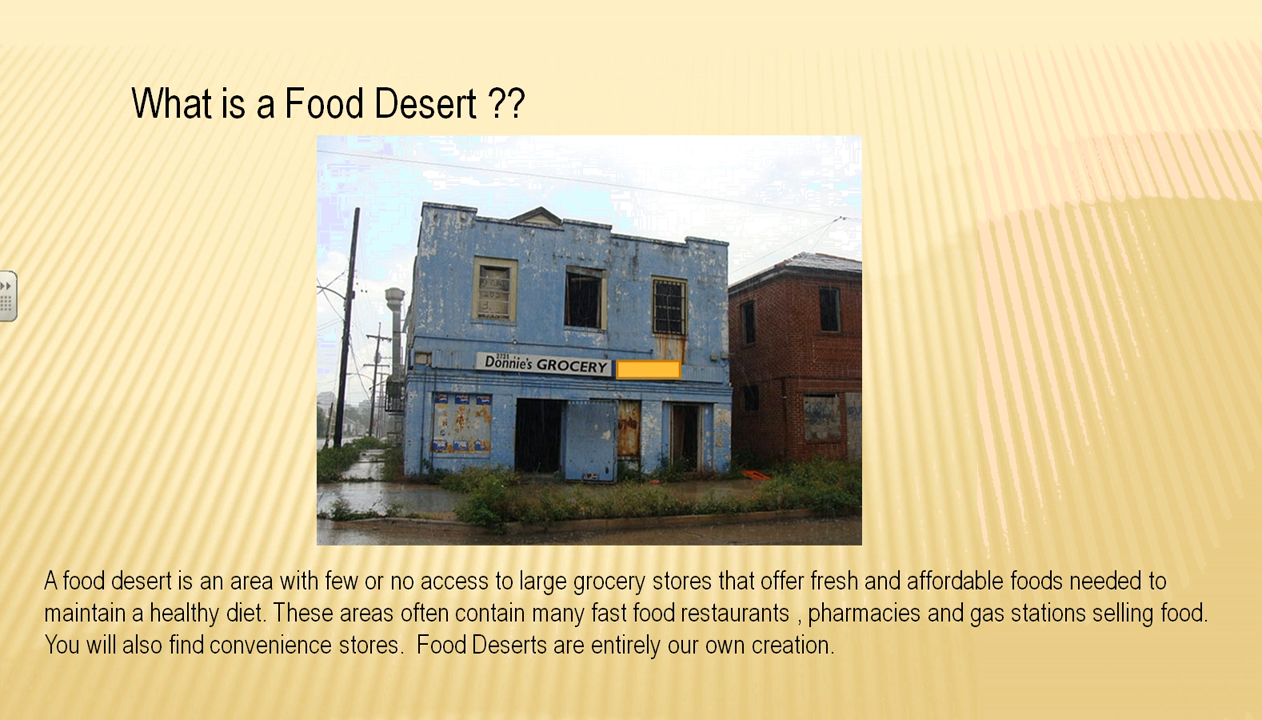 What is a Food Desert ??
2731
Donnie's GROCERY
A food desert is an area with few or no access to large grocery stores that offer fresh and affordable foods needed to
maintain a healthy diet. These areas often contain many fast food restaurants , pharmacies and gas stations selling food.
You will also find convenience stores.  Food Deserts are entirely our own creation.